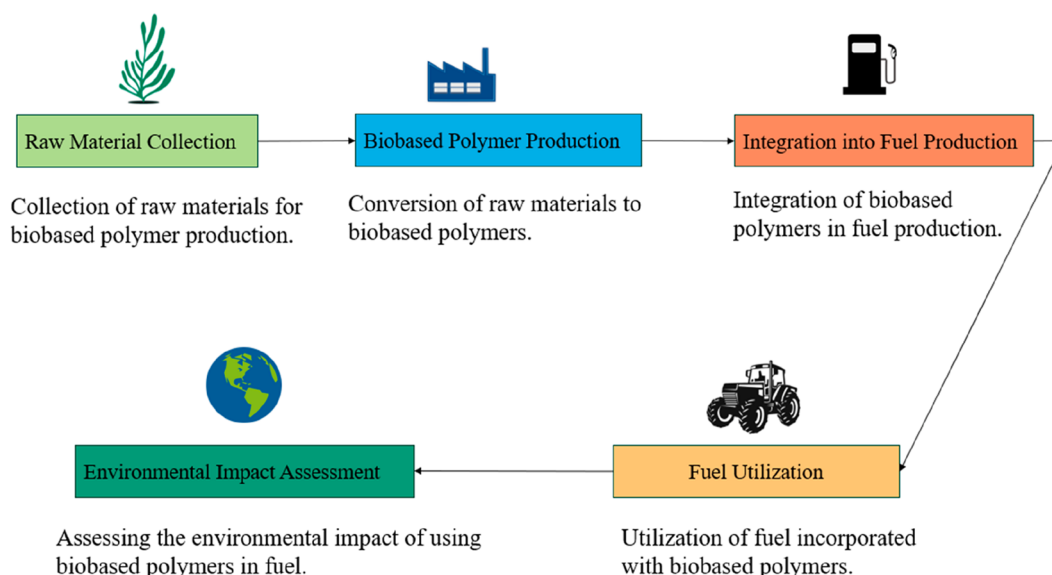 Raw Material Collection
Biobased Polymer Production
Integration into Fuel Production
Collection of raw materials for
biobased polymer production.
Conversion of raw materials to
biobased polymers.
Integration of biobased
polymers in fuel production.
Environmental Impact Assessment
Fuel Utilization
Assessing the environmental impact of using
biobased polymers in fuel.
Utilization of fuel incorporated
with biobased polymers.